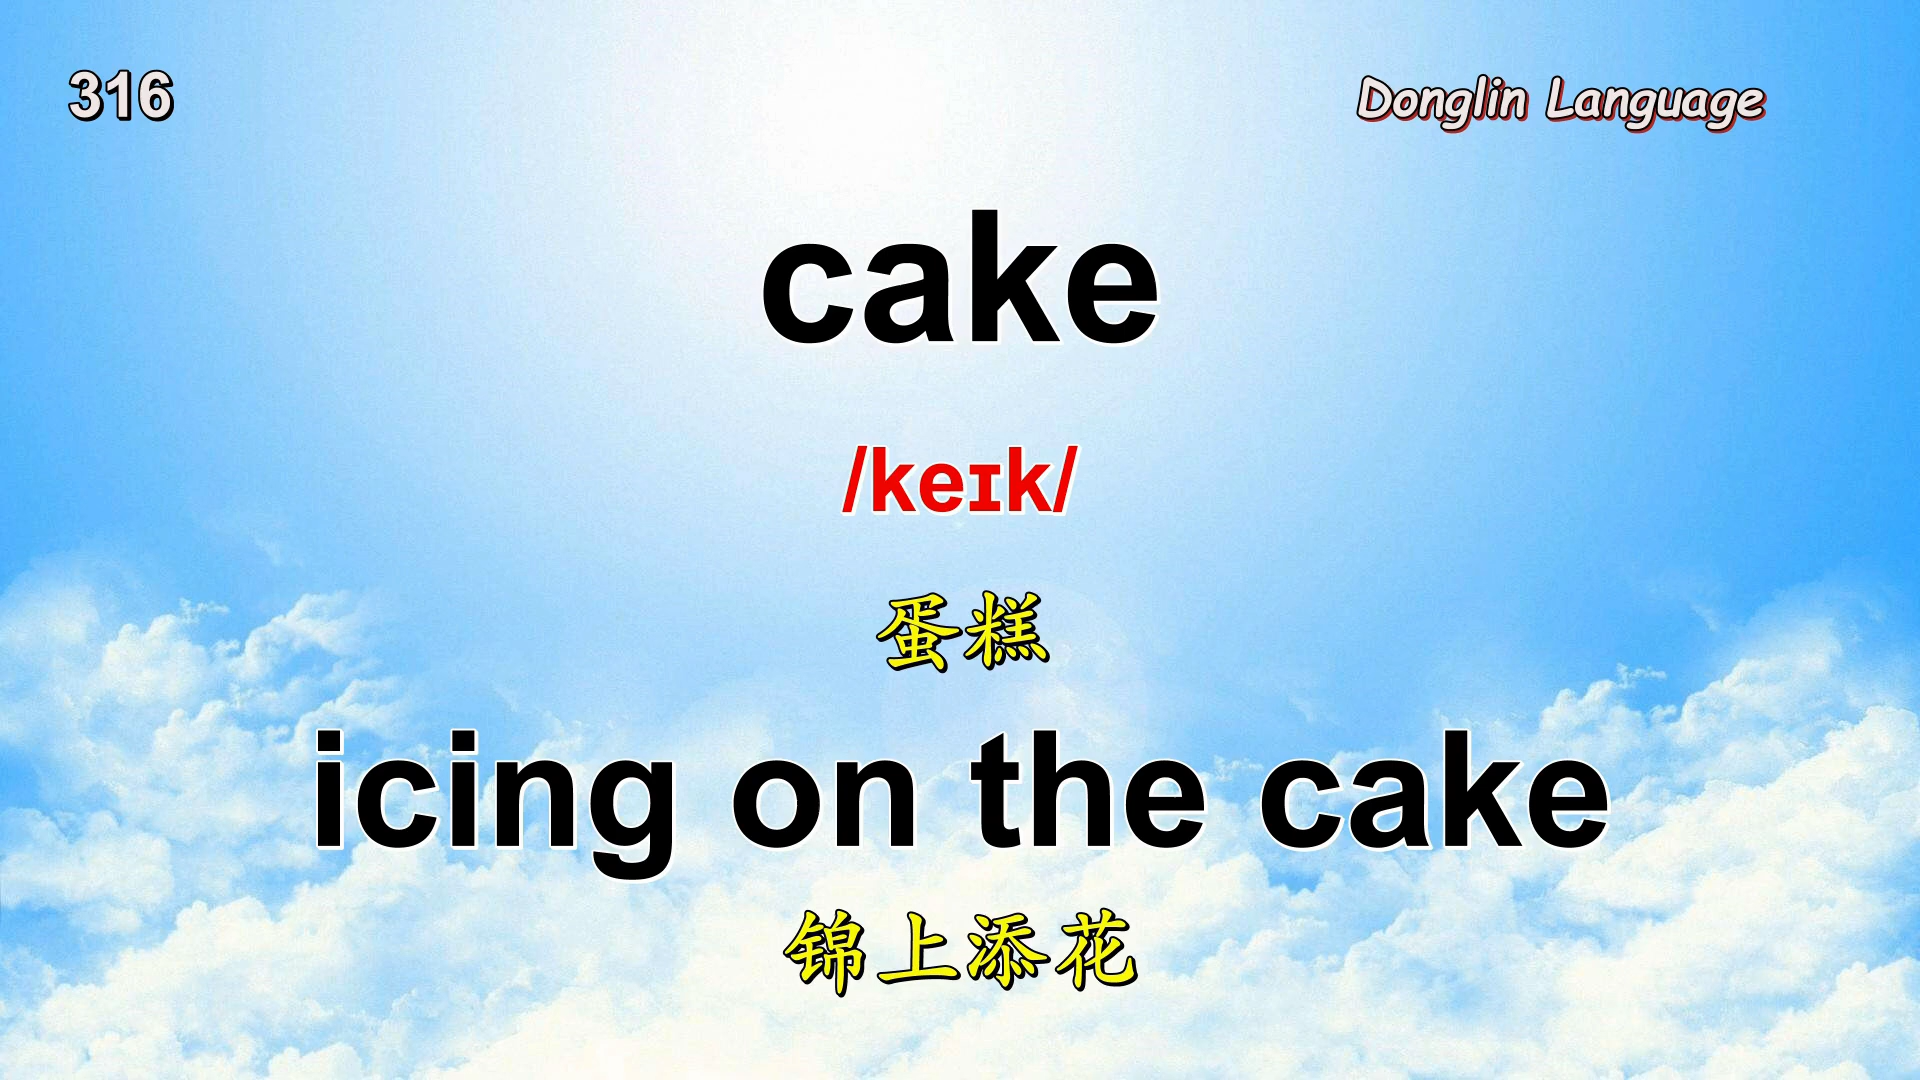 316
Donglin Language
cake
/keɪk/
蛋糕
icing on the cake
锦上添花